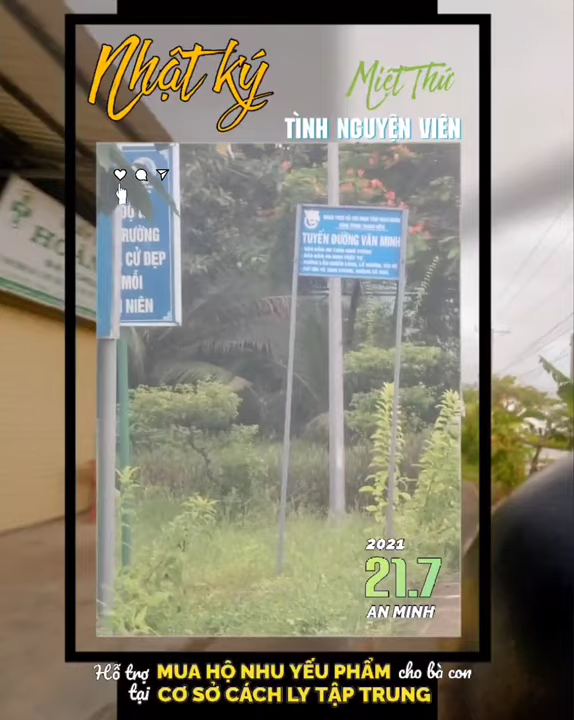 Nhật ký
Miệt Thứ
TÌNH NGUYỆN VIÊN
RƯỜNG
CỬ ĐẸP
MỖI
NIÊN
TUYẾN ĐƯỜNG VĂN MINH
2021
21.7
AN MINH
Hỗ trợ MUA HỘ NHU YẾU PHẨM cho bà con
tại CƠ SỞ CÁCH LY TẬP TRUNG